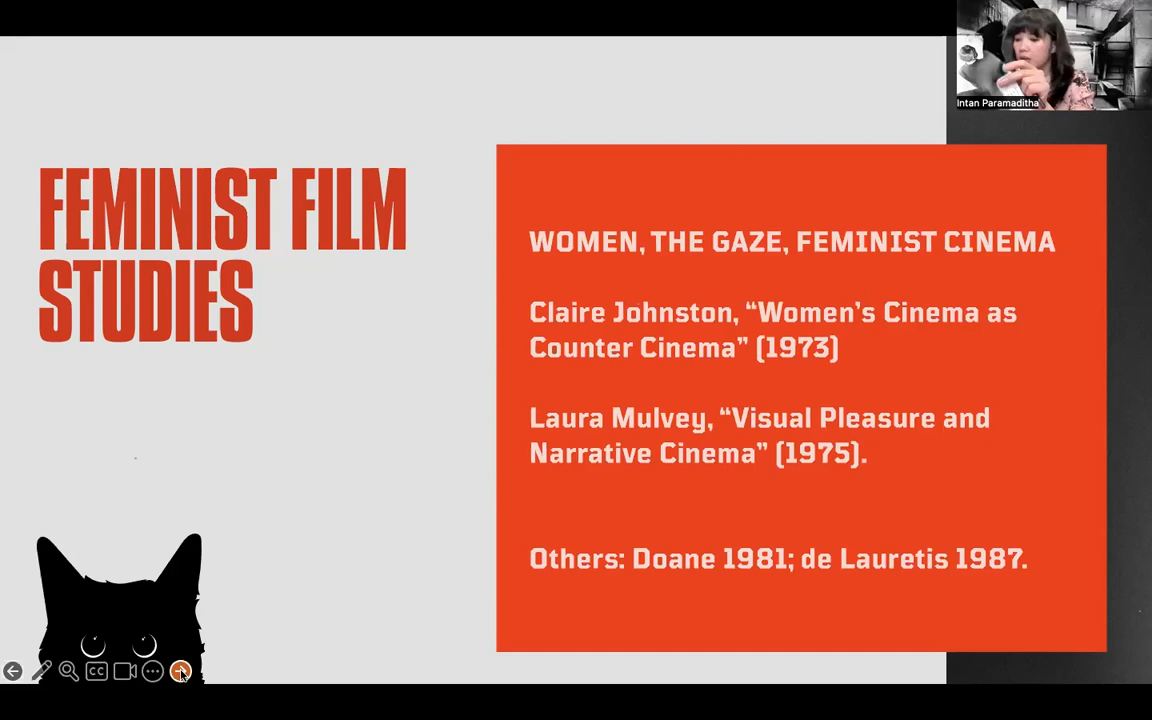 Intan Paramaditha
FEMINIST FILM
STUDIES
WOMEN, THE GAZE, FEMINIST CINEMA
Claire Johnston, “Women’s Cinema as
Counter Cinema” (1973)
Laura Mulvey, “Visual Pleasure and
Narrative Cinema” (1975).
Others: Doane 1981; de Lauretis 1987.
CC